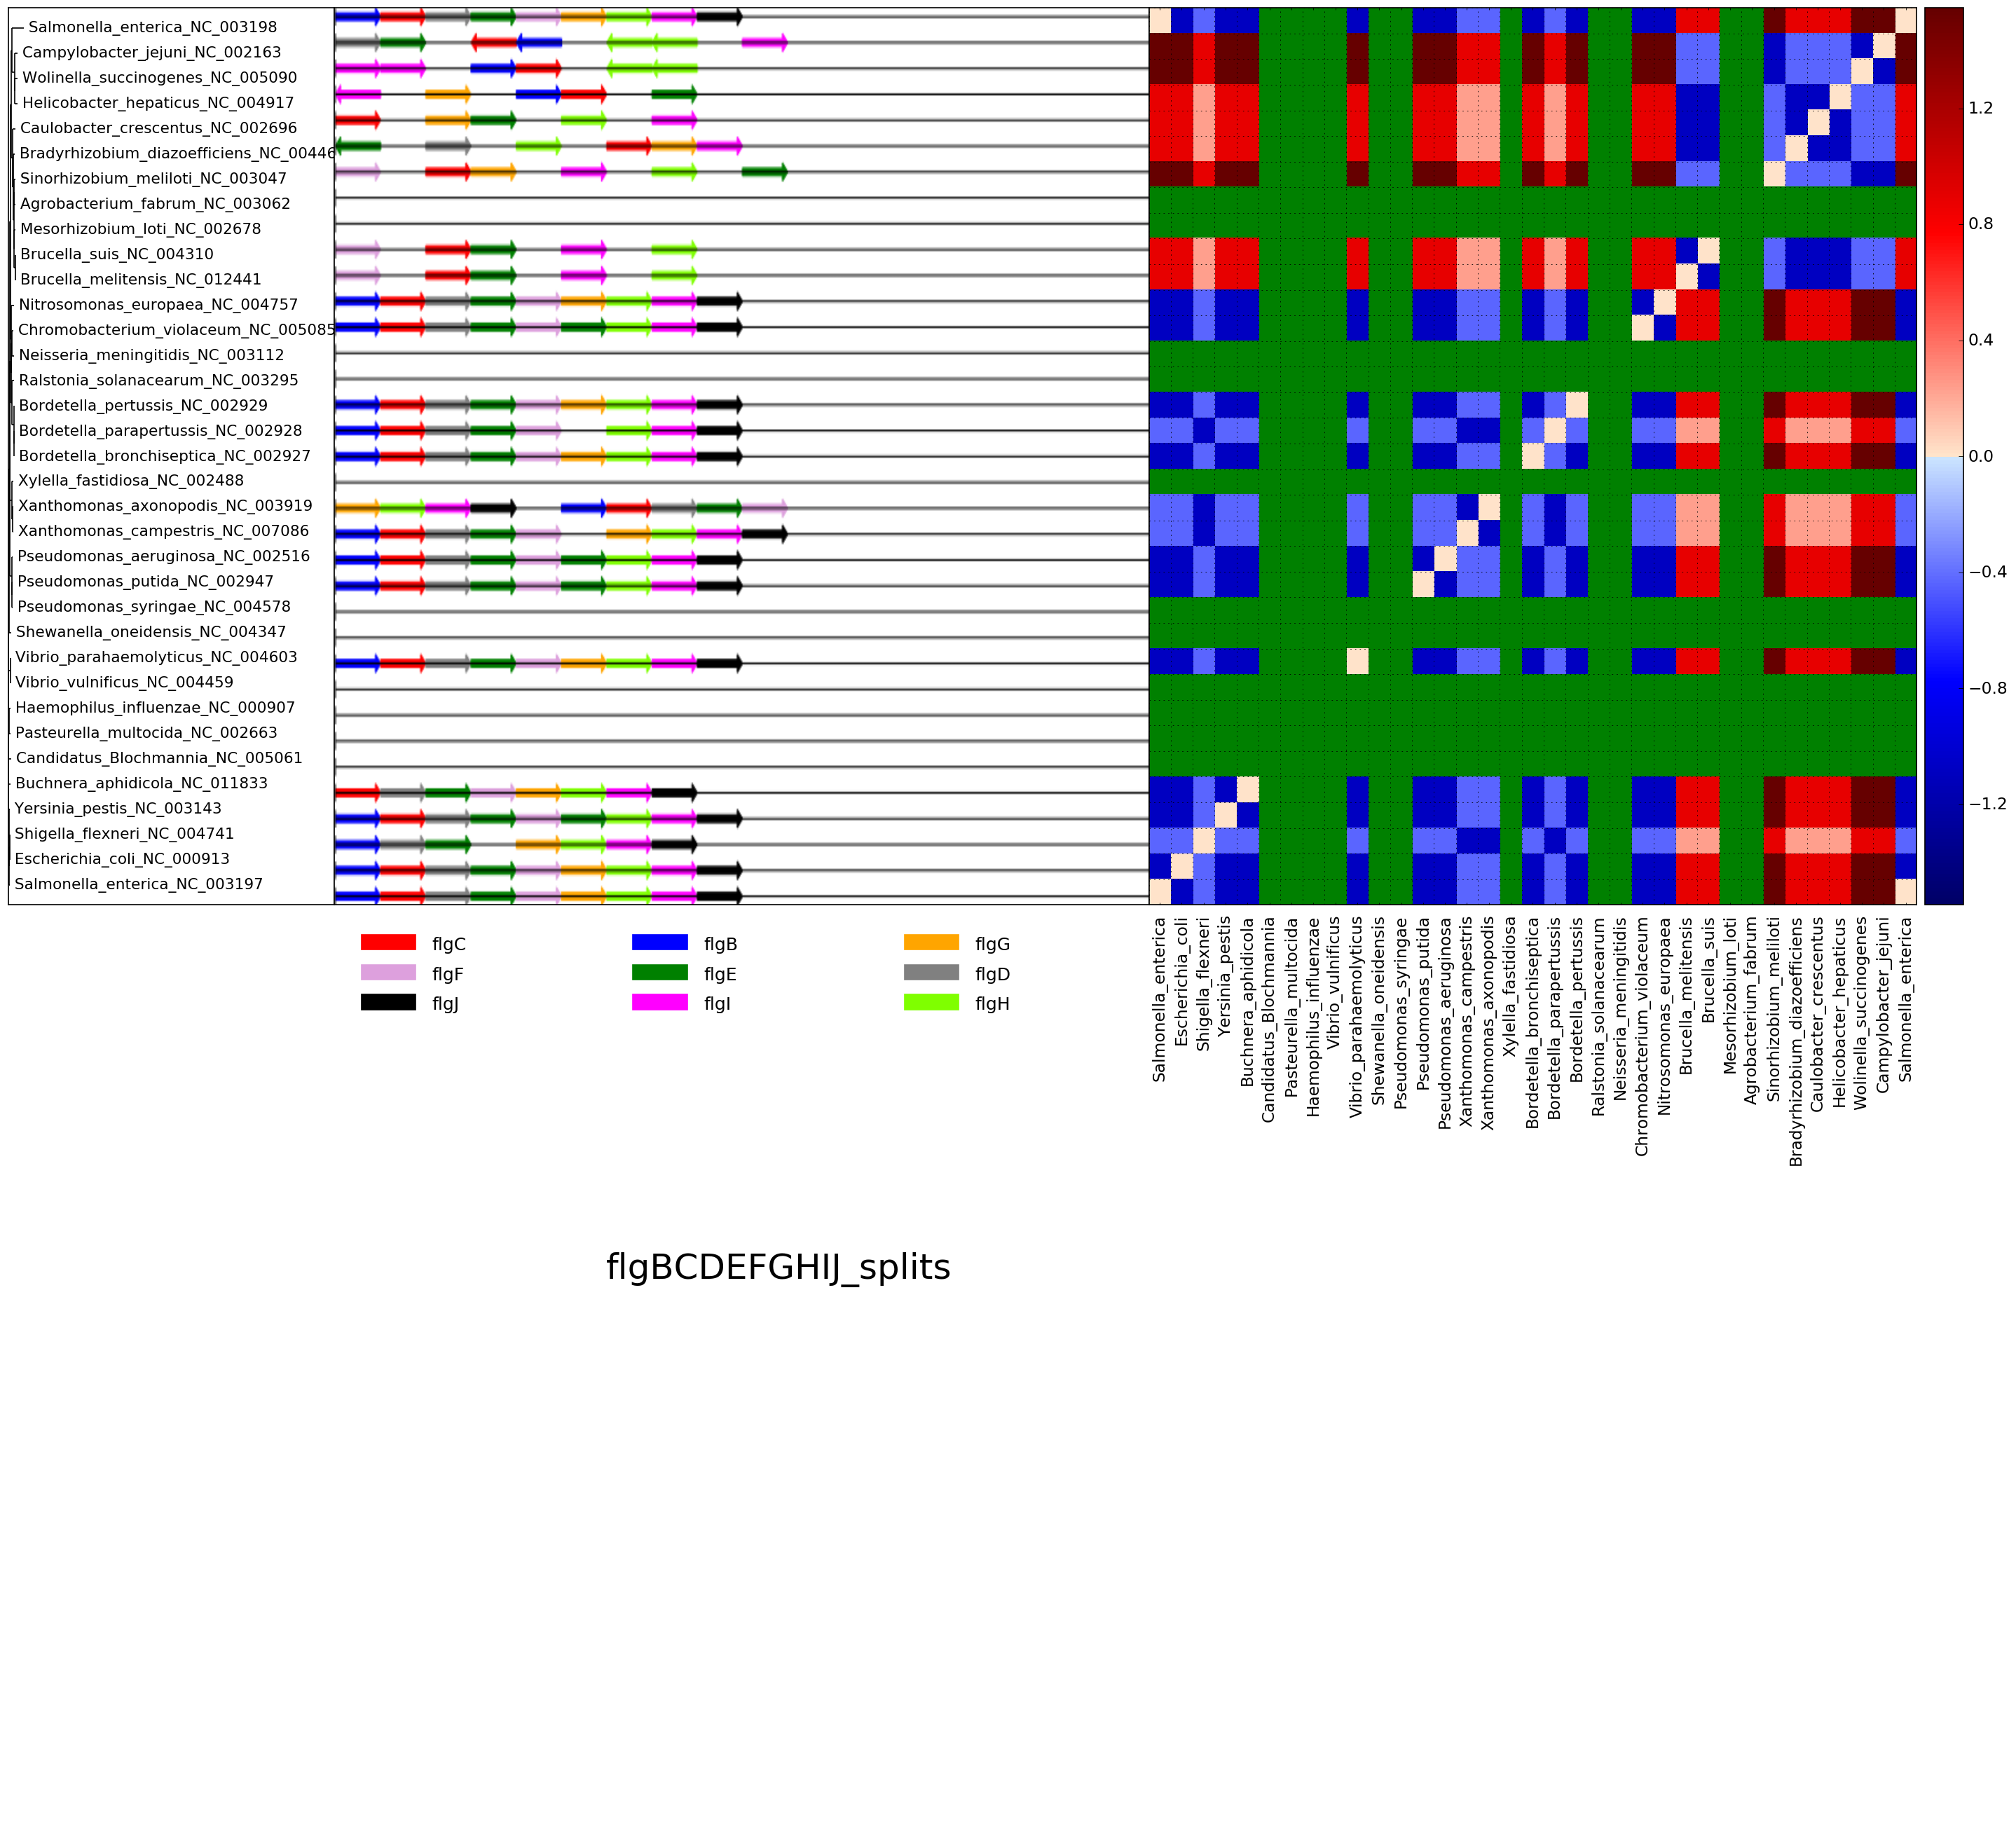 Salmonella_enterica_NC_003198
Campylobacter_jejuni_NC_002163
Wolinella_succinogenes_NC_005090
Helicobacter_hepaticus_NC_004917
Caulobacter_crescentus_NC_002696
Bradyrhizobium_diazoefficiens_NC_00446
Sinorhizobium_meliloti_NC_003047
Agrobacterium_fabrum_NC_003062
Mesorhizobium_loti_NC_002678
Brucella_suis_NC_004310
Brucella_melitensis_NC_012441
Nitrosomonas_europaea_NC_004757
Chromobacterium_violaceum_NC_005085
Neisseria_meningitidis_NC_003112
Ralstonia_solanacearum_NC_003295
Bordetella_pertussis_NC_002929
Bordetella_parapertussis_NC_002928
Bordetella_bronchiseptica_NC_002927
Xylella_fastidiosa_NC_002488
Xanthomonas_axonopodis_NC_003919
Xanthomonas_campestris_NC_007086
Pseudomonas_aeruginosa_NC_002516
Pseudomonas_putida_NC_002947
Pseudomonas_syringae_NC_004578
Shewanella_oneidensis_NC_004347
Vibrio_parahaemolyticus_NC_004603
Vibrio_vulnificus_NC_004459
Haemophilus_influenzae_NC_000907
Pasteurella_multocida_NC_002663
Candidatus_Blochmannia_NC_005061
Buchnera_aphidicola_NC_011833
Yersinia_pestis_NC_003143
Shigella_flexneri_NC_004741
Escherichia_coli_NC_000913
Salmonella_enterica_NC_003197
1.2
0.8
0.4
0.0
−0.4
−0.8
−1.2
flgC flgB flgG
flgF flgE flgD
flgJ flgI flgH
Salmonella_enterica
Escherichia_coli
Shigella_flexneri
Yersinia_pestis
Buchnera_aphidicola
Candidatus_Blochmannia
Pasteurella_multocida
Haemophilus_influenzae
Vibrio_vulnificus
Vibrio_parahaemolyticus
Shewanella_oneidensis
Pseudomonas_syringae
Pseudomonas_putida
Pseudomonas_aeruginosa
Xanthomonas_campestris
Xanthomonas_axonopodis
Xylella_fastidiosa
Bordetella_bronchiseptica
Bordetella_parapertussis
Bordetella_pertussis
Ralstonia_solanacearum
Neisseria_meningitidis
Chromobacterium_violaceum
Nitrosomonas_europaea
Brucella_melitensis
Brucella_suis
Mesorhizobium_loti
Agrobacterium_fabrum
Sinorhizobium_meliloti
Bradyrhizobium_diazoefficiens
Caulobacter_crescentus
Helicobacter_hepaticus
Wolinella_succinogenes
Campylobacter_jejuni
Salmonella_enterica
flgBCDEFGHIJ_splits